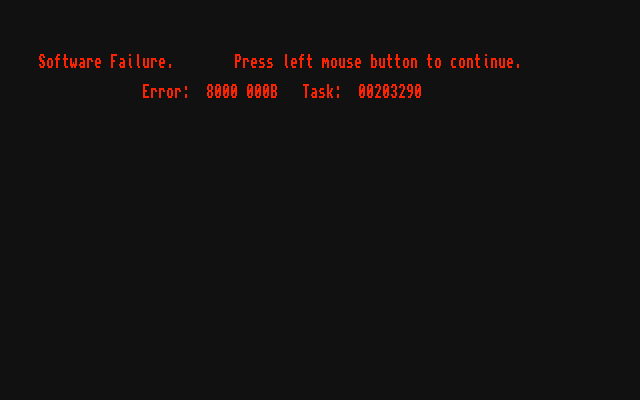 Software Failure.      Press left mouse button to continue.
Error:  8000 000B   Task:  00203290